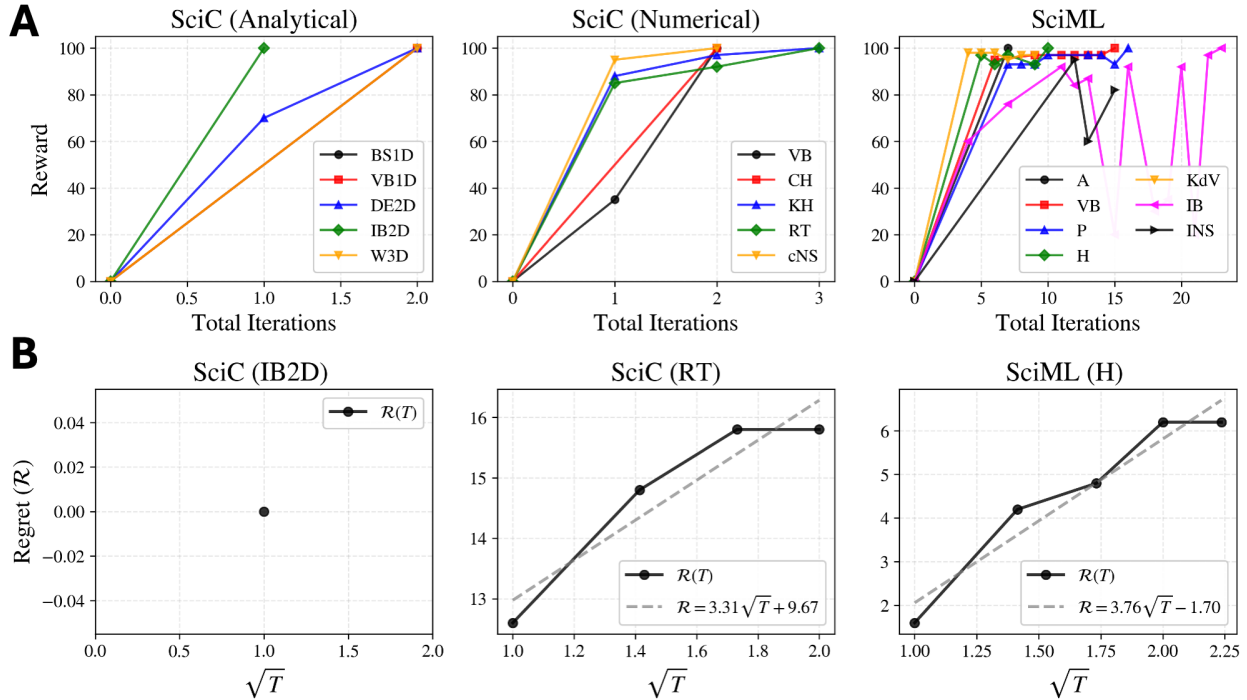 A
SciC (Analytical)
SciC (Numerical)
SciML
Reward
100
80
60
40
20
0
0.0 0.5 1.0 1.5 2.0
Total Iterations
BS1D
VB1D
DE2D
IB2D
W3D
100
80
60
40
20
0
0 1 2 3
Total Iterations
VB
CH
KH
RT
cNS
100
80
60
40
20
0
0 5 10 15 20
Total Iterations
A
VB
P
H
KdV
IB
INS
B
SciC (IB2D)
SciC (RT)
SciML (H)
Regret (ℛ)
0.04
0.02
0.00
−0.02
−0.04
0.0 0.5 1.0 1.5 2.0
√T
ℛ(T)
16
15
14
13
1.0 1.2 1.4 1.6 1.8 2.0
√T
ℛ(T)
ℛ = 3.31√T + 9.67
6
5
4
3
2
1.00 1.25 1.50 1.75 2.00 2.25
√T
ℛ(T)
ℛ = 3.76√T − 1.70